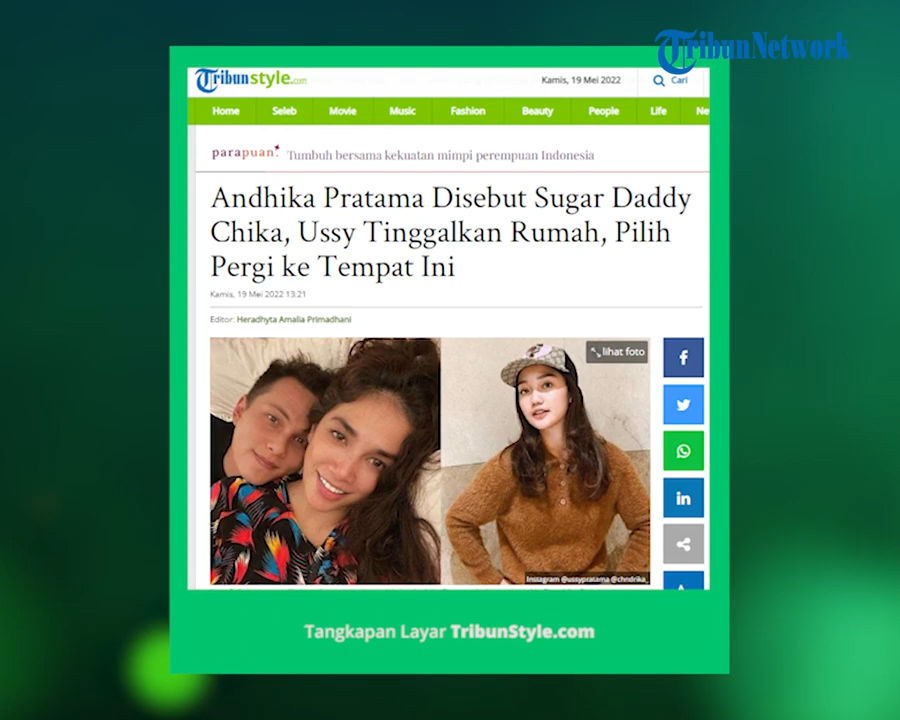 TribunNetwork
Tribunstyle.com
Kamis, 19 Mei 2022
Cari
Home Seleb Movie Music Fashion Beauty People Life Ne
parapuan. Tumbuh bersama kekuatan mimpi perempuan Indonesia
Andhika Pratama Disebut Sugar Daddy
Chika, Ussy Tinggalkan Rumah, Pilih
Pergi ke Tempat Ini
Kamis, 19 Mei 2022 13:21
Editor: Heradhyta Amalia Primadhani
lihat foto
Instagram @ussypratama @chndrika_
Tangkapan Layar TribunStyle.com